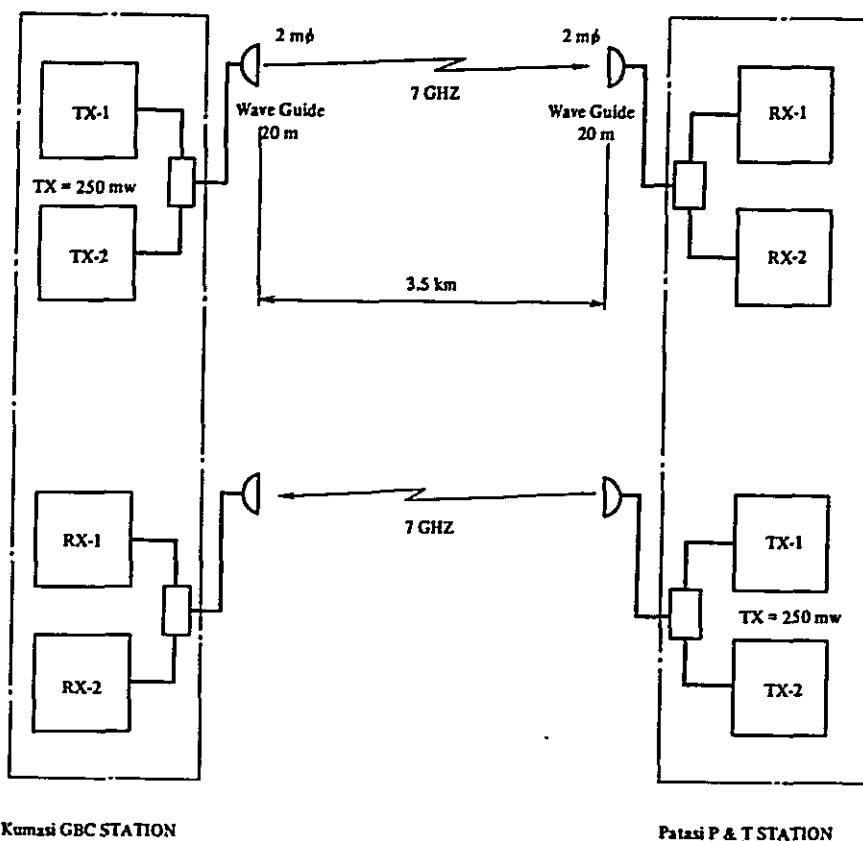 2 mϕ
2 mϕ
7 GHZ
TX-1
Wave Guide
20 m
Wave Guide
20 m
RX-1
TX = 250 mw
TX-2
RX-2
3.5 km
RX-1
7 GHZ
TX-1
TX = 250 mw
RX-2
TX-2
Kumasi GBC STATION
Patasi P & T STATION